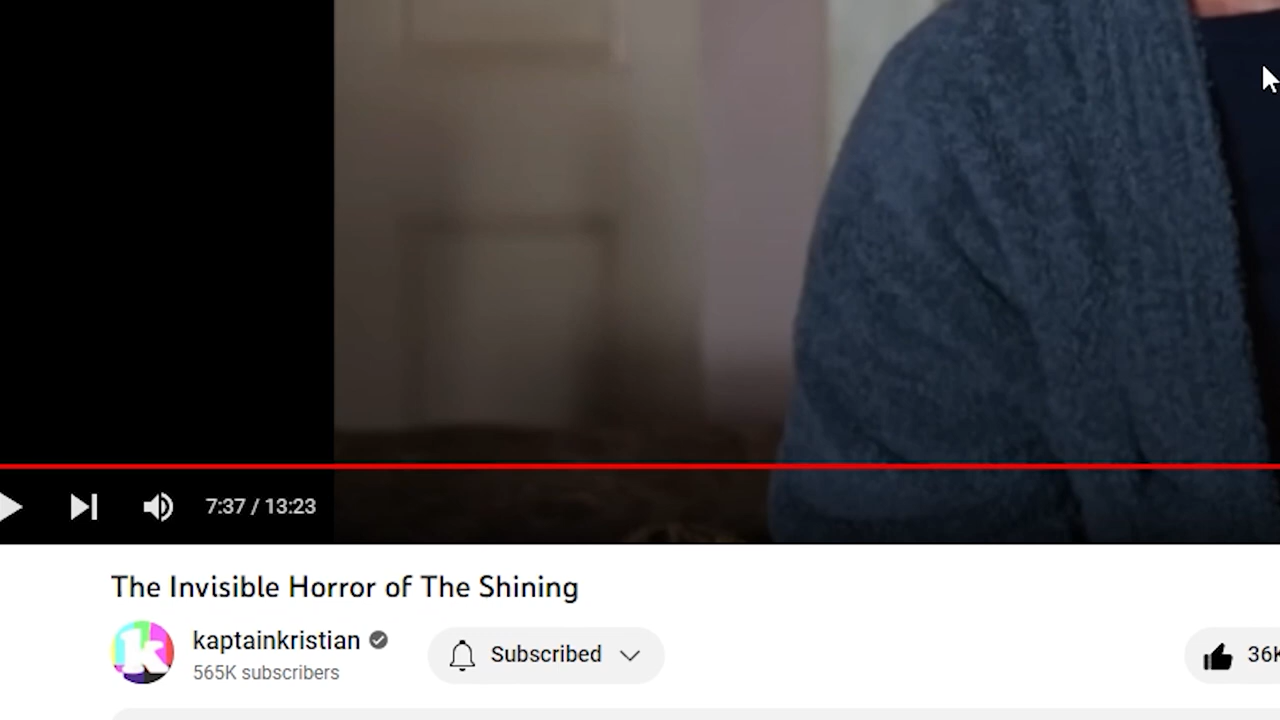 7:37 / 13:23
The Invisible Horror of The Shining
k
kaptainkristian
565K subscribers
Subscribed
36K